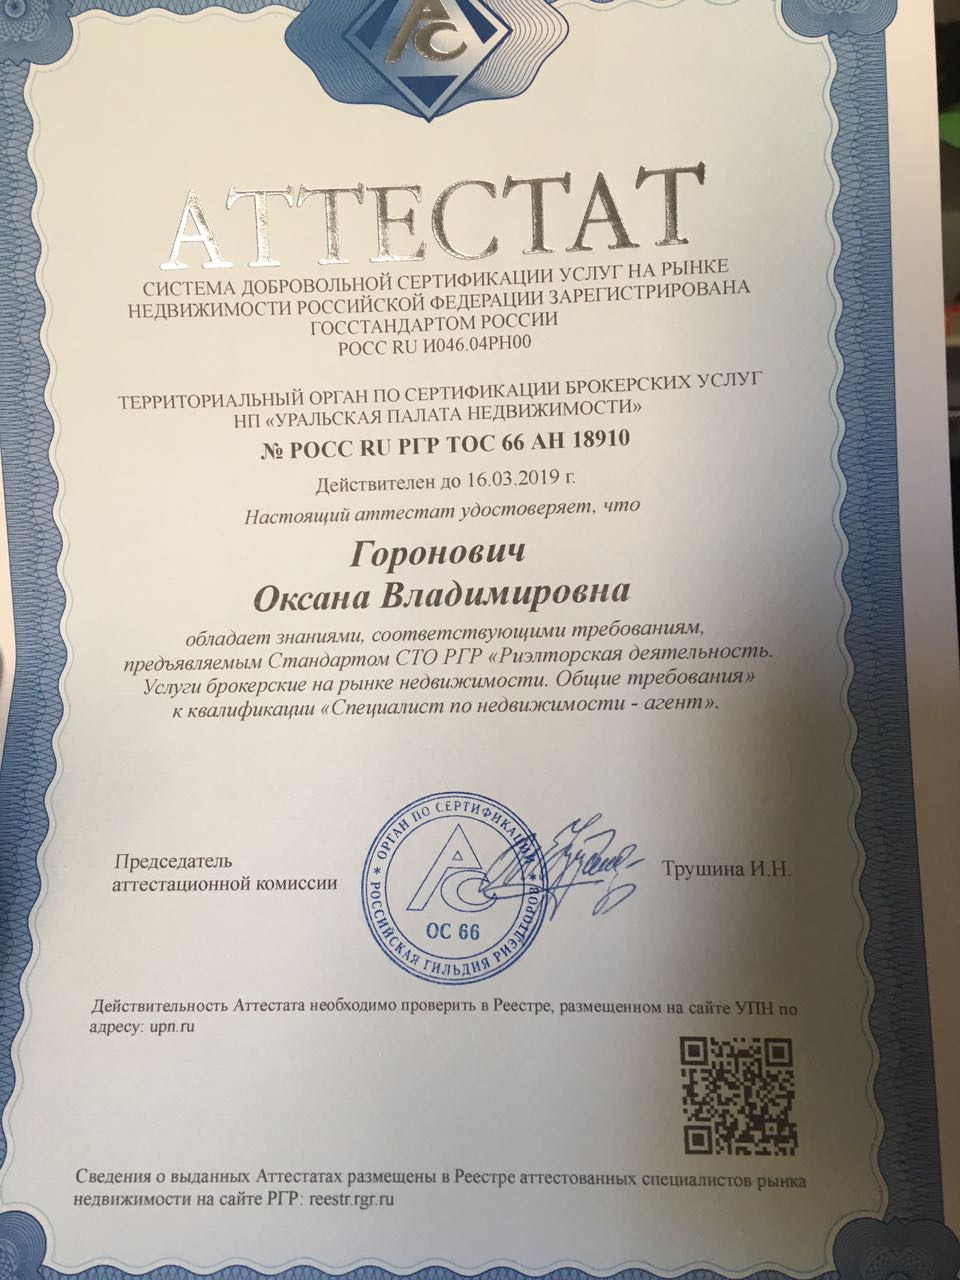 АС
АТТЕСТАТ
СИСТЕМА ДОБРОВОЛЬНОЙ СЕРТИФИКАЦИИ УСЛУГ НА РЫНКЕ
НЕДВИЖИМОСТИ РОССИЙСКОЙ ФЕДЕРАЦИИ ЗАРЕГИСТРИРОВАНА
ГОССТАНДАРТОМ РОССИИ
РОСС RU И046.04РН00
ТЕРРИТОРИАЛЬНЫЙ ОРГАН ПО СЕРТИФИКАЦИИ БРОКЕРСКИХ УСЛУГ
НП «УРАЛЬСКАЯ ПАЛАТА НЕДВИЖИМОСТИ»
№ РОСС RU РГР ТОС 66 АН 18910
Действителен до 16.03.2019 г.
Настоящий аттестат удостоверяет, что
Горонович
Оксана Владимировна
обладает знаниями, соответствующими требованиям,
предъявляемым Стандартом СТО РГР «Риэлторская деятельность.
Услуги брокерские на рынке недвижимости. Общие требования»
к квалификации «Специалист по недвижимости - агент».
Председатель
аттестационной комиссии
* ОРГАН ПО СЕРТИФИКАЦИИ *
РОССИЙСКАЯ ГИЛЬДИЯ РИЭЛТОРОВ
АС
ОС 66
Трушина И.Н.
Действительность Аттестата необходимо проверить в Реестре, размещенном на сайте УПН по
адресу: upn.ru
Сведения о выданных Аттестатах размещены в Реестре аттестованных специалистов рынка
недвижимости на сайте РГР: reestr.rgr.ru